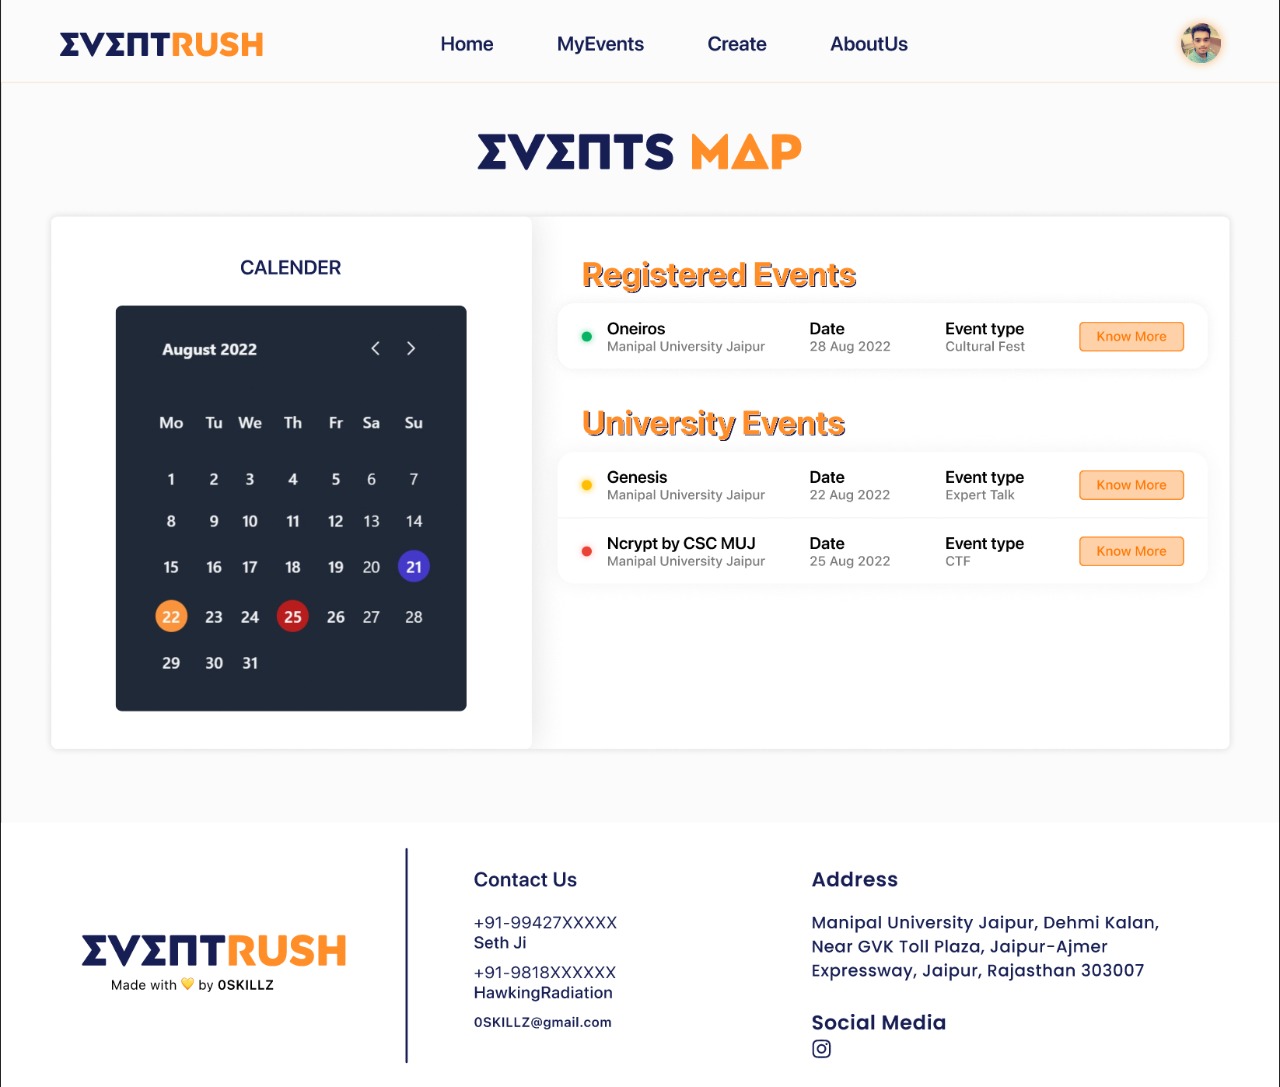 ΣVΣПTRUSH
Home MyEvents Create AboutUs
ΣVΣПTS MΔP
CALENDER
August 2022
Mo Tu We Th Fr Sa Su
1 2 3 4 5 6 7
8 9 10 11 12 13 14
15 16 17 18 19 20 21
22 23 24 25 26 27 28
29 30 31
Registered Events
Oneiros Date Event type Know More
Manipal University Jaipur 28 Aug 2022 Cultural Fest
University Events
Genesis Date Event type Know More
Manipal University Jaipur 22 Aug 2022 Expert Talk
Ncrypt by CSC MUJ Date Event type Know More
Manipal University Jaipur 25 Aug 2022 CTF
ΣVΣПTRUSH
Made with 💛 by 0SKILLZ
Contact Us
+91-99427XXXXX
Seth Ji
+91-9818XXXXXX
HawkingRadiation
0SKILLZ@gmail.com
Address
Manipal University Jaipur, Dehmi Kalan,
Near GVK Toll Plaza, Jaipur-Ajmer
Expressway, Jaipur, Rajasthan 303007
Social Media